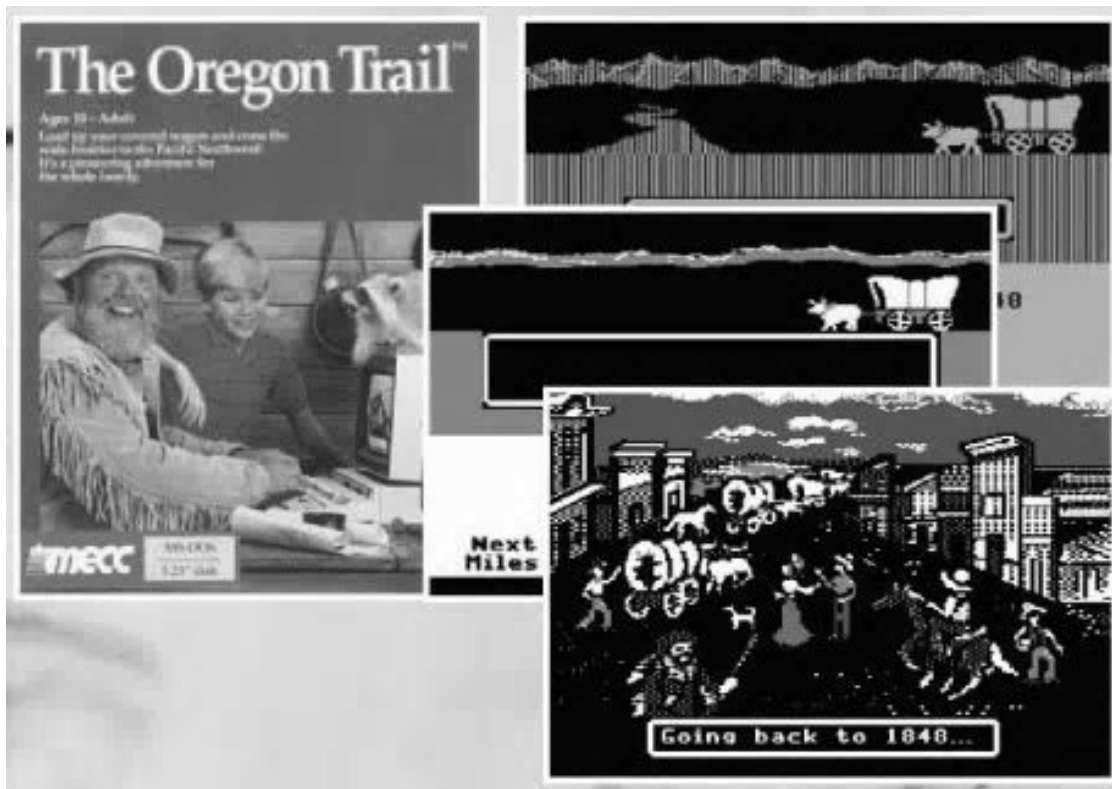 The Oregon Trail™
Ages 10 – Adult
Load up your covered wagon and cross the
wide frontier to the Pacific Northwest!
It's a pioneering adventure for
the whole family.
mecc
MS-DOS
5.25" disk
48
Next
Miles
Going back to 1848...